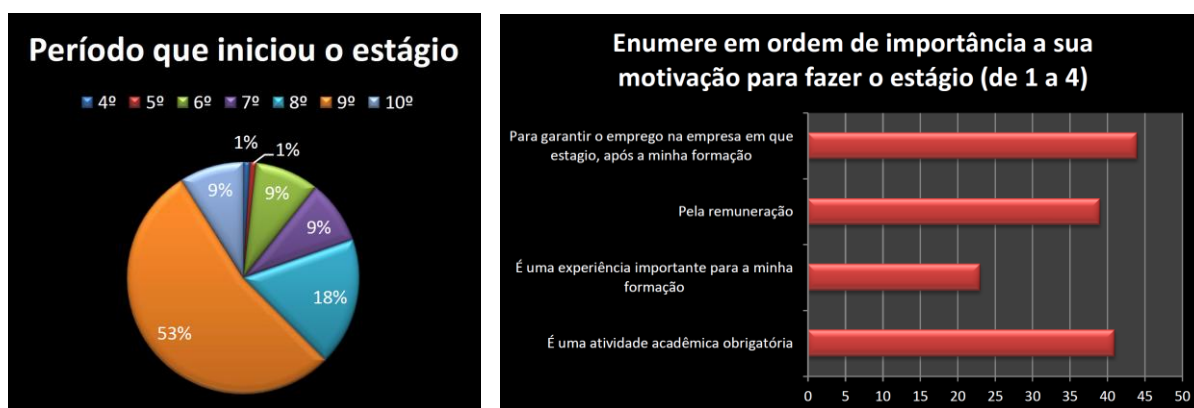 Período que iniciou o estágio
4º 5º 6º 7º 8º 9º 10º
1%
1%
9%
9%
9%
18%
53%
Enumere em ordem de importância a sua
motivação para fazer o estágio (de 1 a 4)
Para garantir o emprego na empresa em que
estagio, após a minha formação
Pela remuneração
É uma experiência importante para a minha
formação
É uma atividade acadêmica obrigatória
0 5 10 15 20 25 30 35 40 45 50